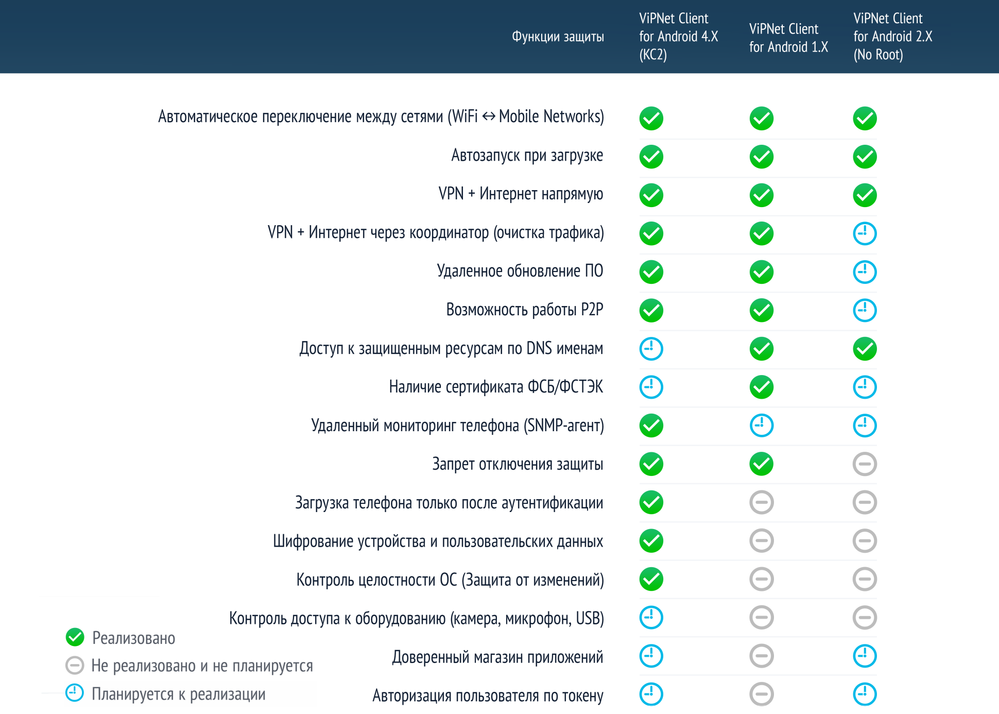 Функции защиты
ViPNet Client
for Android 4.X
(КС2)
ViPNet Client
for Android 1.X
ViPNet Client
for Android 2.X
(No Root)
Автоматическое переключение между сетями (WiFi ↔ Mobile Networks)
Автозапуск при загрузке
VPN + Интернет напрямую
VPN + Интернет через координатор (очистка трафика)
Удаленное обновление ПО
Возможность работы P2P
Доступ к защищенным ресурсам по DNS именам
Наличие сертификата ФСБ/ФСТЭК
Удаленный мониторинг телефона (SNMP-агент)
Запрет отключения защиты
Загрузка телефона только после аутентификации
Шифрование устройства и пользовательских данных
Контроль целостности ОС (Защита от изменений)
Контроль доступа к оборудованию (камера, микрофон, USB)
Доверенный магазин приложений
Авторизация пользователя по токену
Реализовано
Не реализовано и не планируется
Планируется к реализации